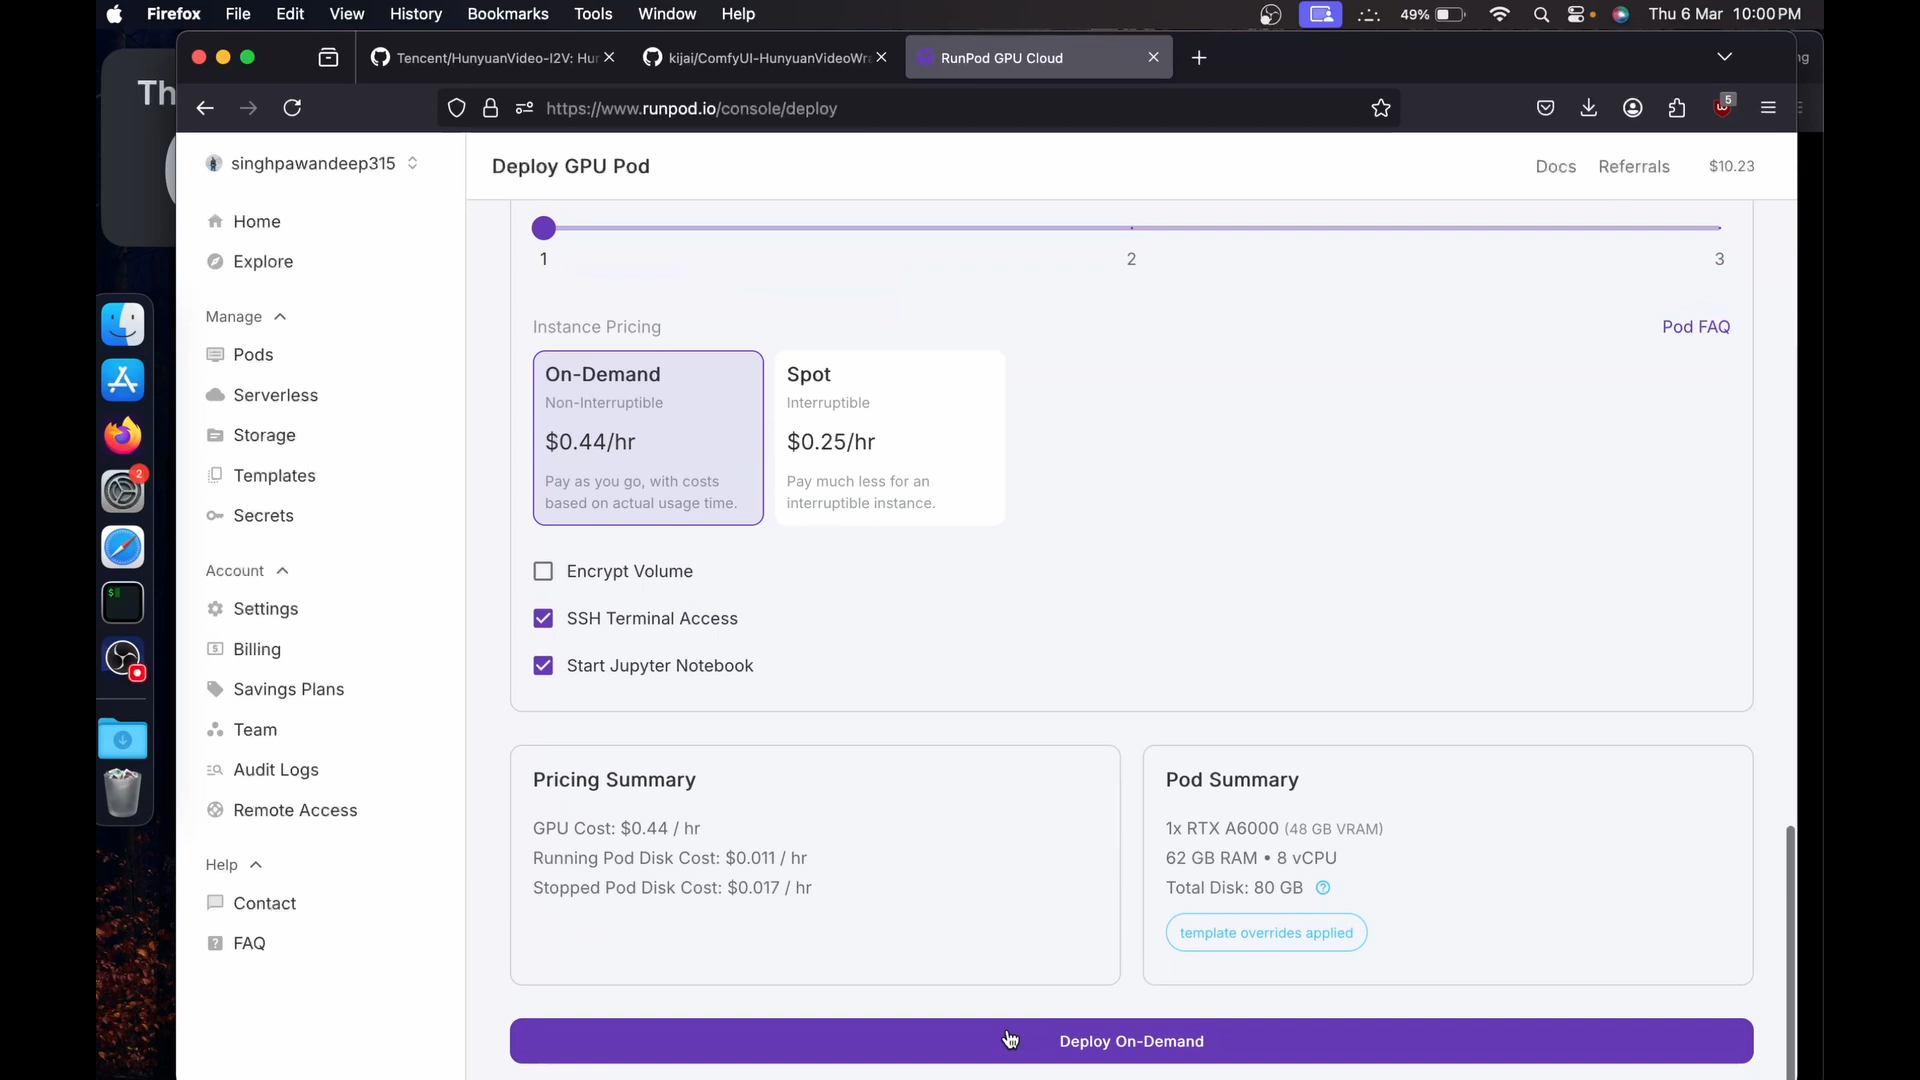 Firefox File Edit View History Bookmarks Tools Window Help 49% Thu 6 Mar 10:00 PM
Tencent/HunyuanVideo-I2V: Hun
kijai/ComfyUI-HunyuanVideoWra
RunPod GPU Cloud
https://www.runpod.io/console/deploy
5
Th
ng
2
$
singhpawandeep315
Home
Explore
Manage
Pods
Serverless
Storage
Templates
Secrets
Account
Settings
Billing
Savings Plans
Team
Audit Logs
Remote Access
Help
Contact
FAQ
Deploy GPU Pod
Docs Referrals $10.23
1 2 3
Instance Pricing
Pod FAQ
On-Demand
Non-Interruptible
$0.44/hr
Pay as you go, with costs
based on actual usage time.
Spot
Interruptible
$0.25/hr
Pay much less for an
interruptible instance.
Encrypt Volume
SSH Terminal Access
Start Jupyter Notebook
Pricing Summary
GPU Cost: $0.44 / hr
Running Pod Disk Cost: $0.011 / hr
Stopped Pod Disk Cost: $0.017 / hr
Pod Summary
1x RTX A6000 (48 GB VRAM)
62 GB RAM • 8 vCPU
Total Disk: 80 GB
template overrides applied
Deploy On-Demand